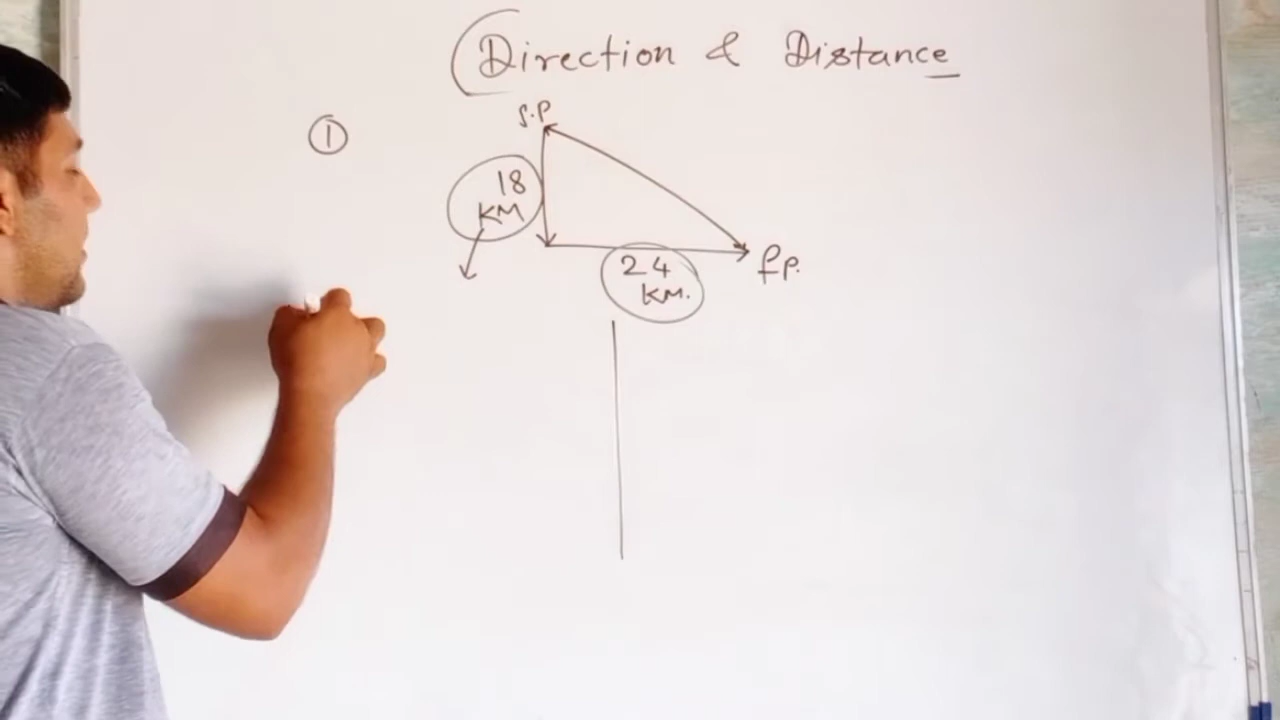 Direction & Distance
①
S.P
18
KM
24
KM.
f.p.